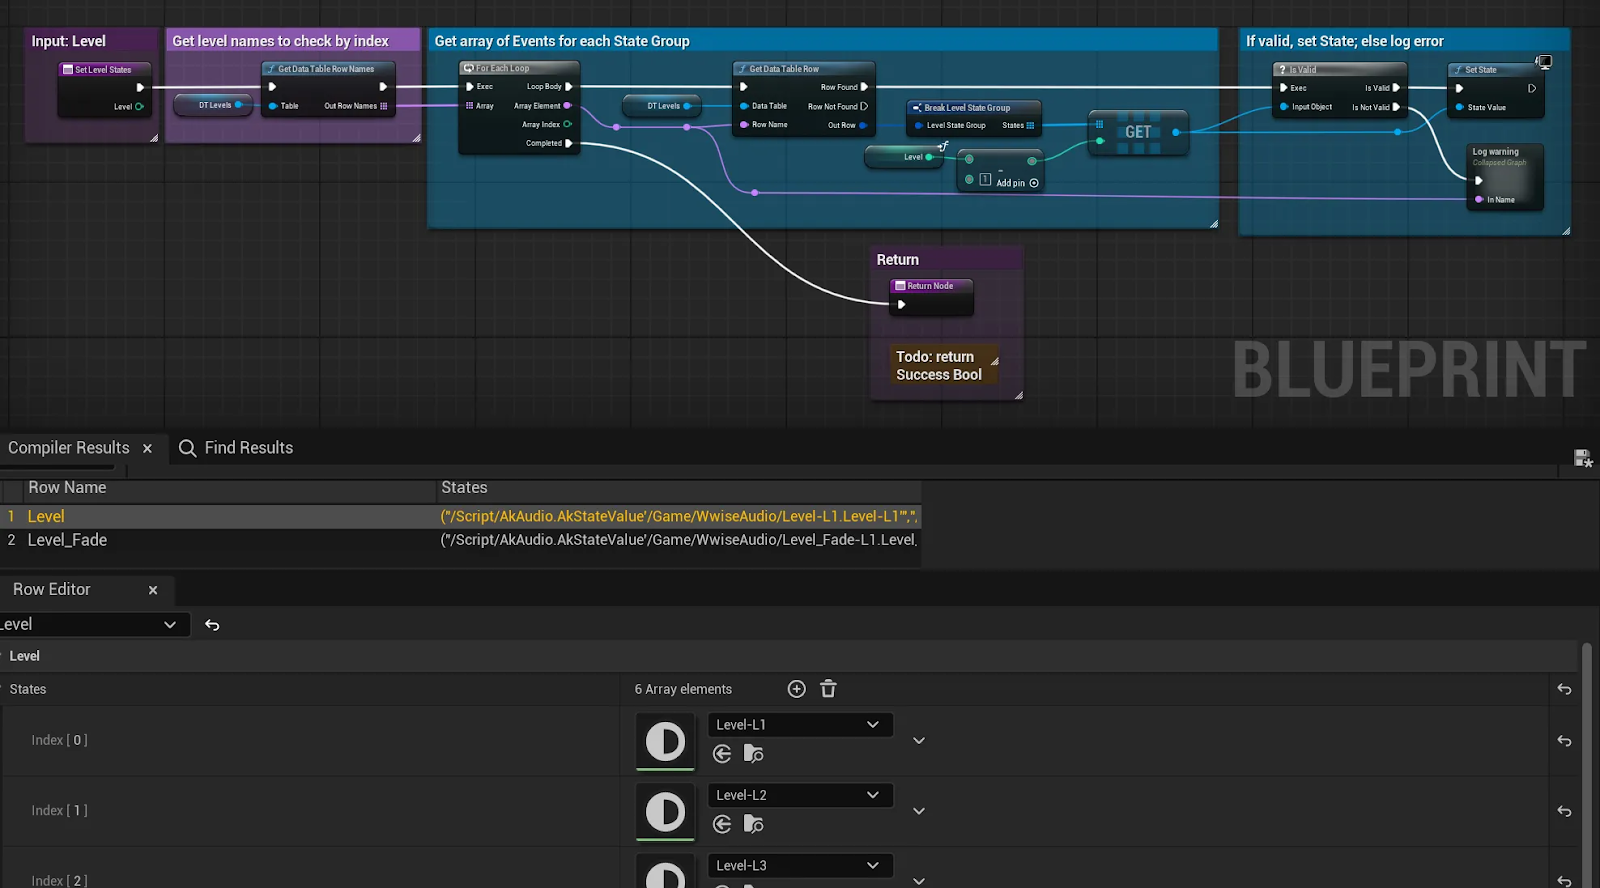 Input: Level
Set Level States
Level
Get level names to check by index
Get Data Table Row Names
DT Levels
Table
Out Row Names
Get array of Events for each State Group
For Each Loop
Exec
Loop Body
Array
Array Element
Array Index
Completed
DT Levels
Get Data Table Row
Row Found
Data Table
Row Not Found
Row Name
Out Row
Break Level State Group
Level State Group
States
Level
-
1
Add pin
GET
If valid, set State; else log error
? Is Valid
Exec
Is Valid
Input Object
Is Not Valid
Set State
State Value
Log warning
Collapsed Graph
In Name
Return
Return Node
Todo: return
Success Bool
BLUEPRINT
Compiler Results
Find Results
Row Name States
1 Level ("/Script/AkAudio.AkStateValue'/Game/WwiseAudio/Level-L1.Level-L1'","/
2 Level_Fade ("/Script/AkAudio.AkStateValue'/Game/WwiseAudio/Level_Fade-L1.Level_
Row Editor
Level
Level
States 6 Array elements
Index [ 0 ] Level-L1
Index [ 1 ] Level-L2
Index [ 2 ] Level-L3